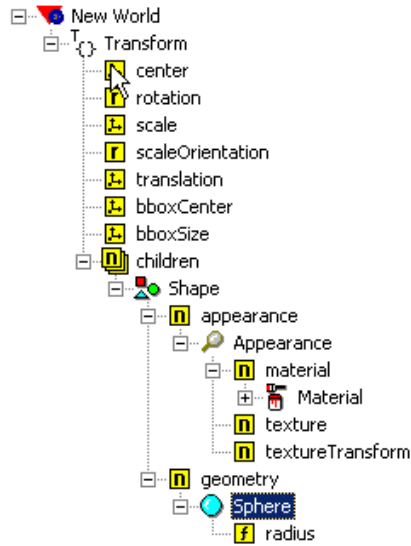 New World
T Transform
center
r rotation
scale
r scaleOrientation
translation
bboxCenter
bboxSize
n children
Shape
n appearance
Appearance
n material
Material
n texture
n textureTransform
n geometry
Sphere
f radius